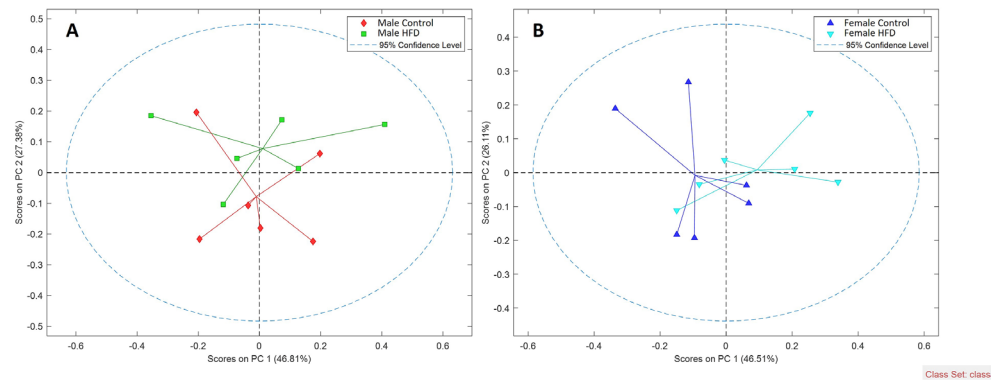 A
Male Control
Male HFD
95% Confidence Level
0.5
0.4
0.3
0.2
0.1
0
-0.1
-0.2
-0.3
-0.4
-0.5
Scores on PC 2 (27.38%)
-0.6
-0.4
-0.2
0
0.2
0.4
0.6
Scores on PC 1 (46.81%)
B
Female Control
Female HFD
95% Confidence Level
0.4
0.3
0.2
0.1
0
-0.1
-0.2
-0.3
-0.4
Scores on PC 2 (26.11%)
-0.6
-0.4
-0.2
0
0.2
0.4
0.6
Scores on PC 1 (46.51%)
Class Set: class